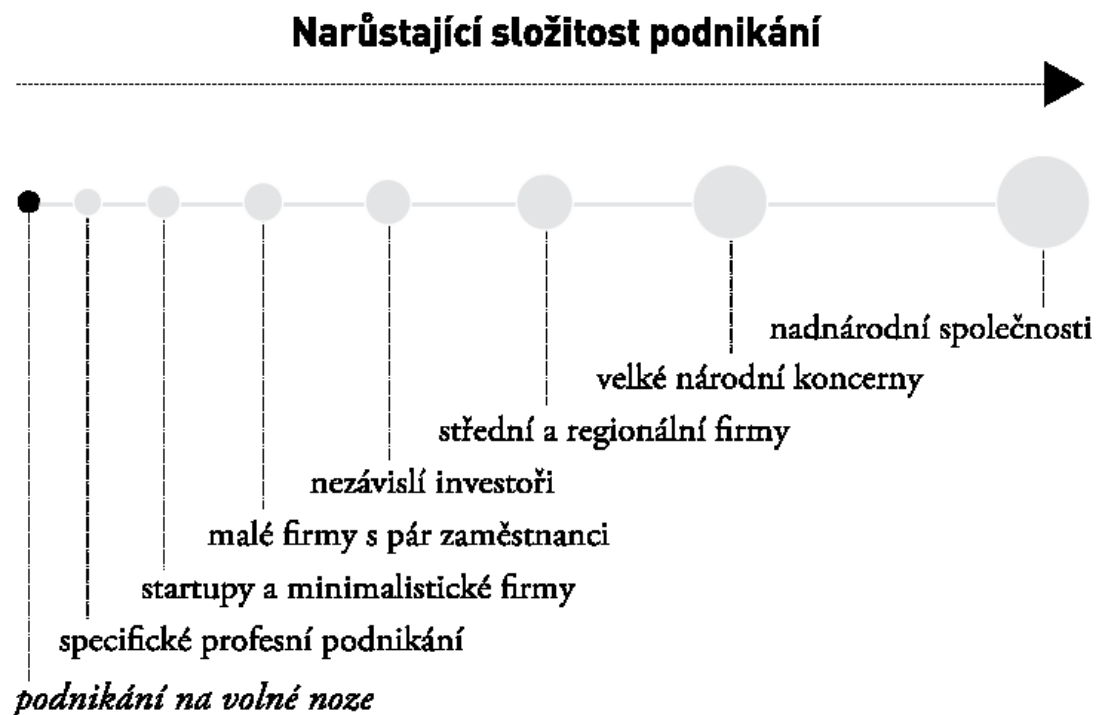 Narůstající složitost podnikání
nadnárodní společnosti
velké národní koncerny
střední a regionální firmy
nezávislí investoři
malé firmy s pár zaměstnanci
startupy a minimalistické firmy
specifické profesní podnikání
podnikání na volné noze